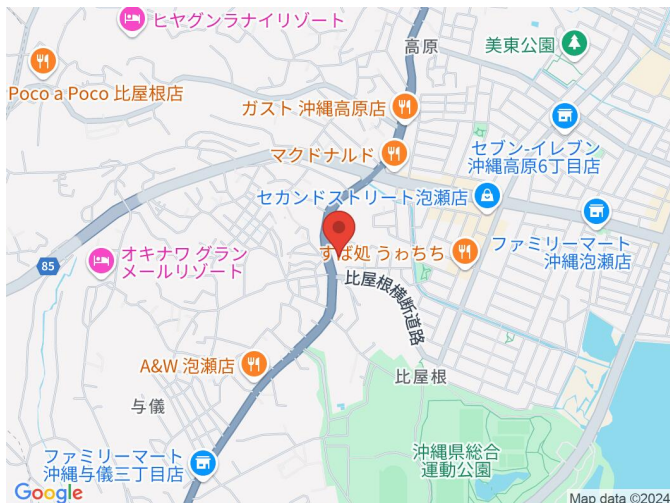 ヒヤグンラナイリゾート
高原
美東公園
Poco a Poco 比屋根店
ガスト 沖縄高原店
マクドナルド
セブン-イレブン
沖縄高原6丁目店
セカンドストリート泡瀬店
85
オキナワ グラン
メールリゾート
すば処 うゎちち
ファミリーマート
沖縄泡瀬店
比屋根横断道路
A&W 泡瀬店
比屋根
与儀
ファミリーマート
沖縄与儀三丁目店
沖縄県総合
運動公園
Google
Map data ©2024